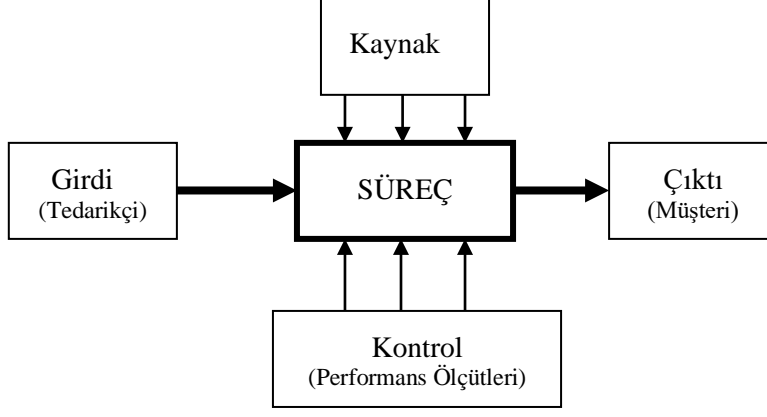 Kaynak
Girdi
(Tedarikçi)
SÜREÇ
Çıktı
(Müşteri)
Kontrol
(Performans Ölçütleri)